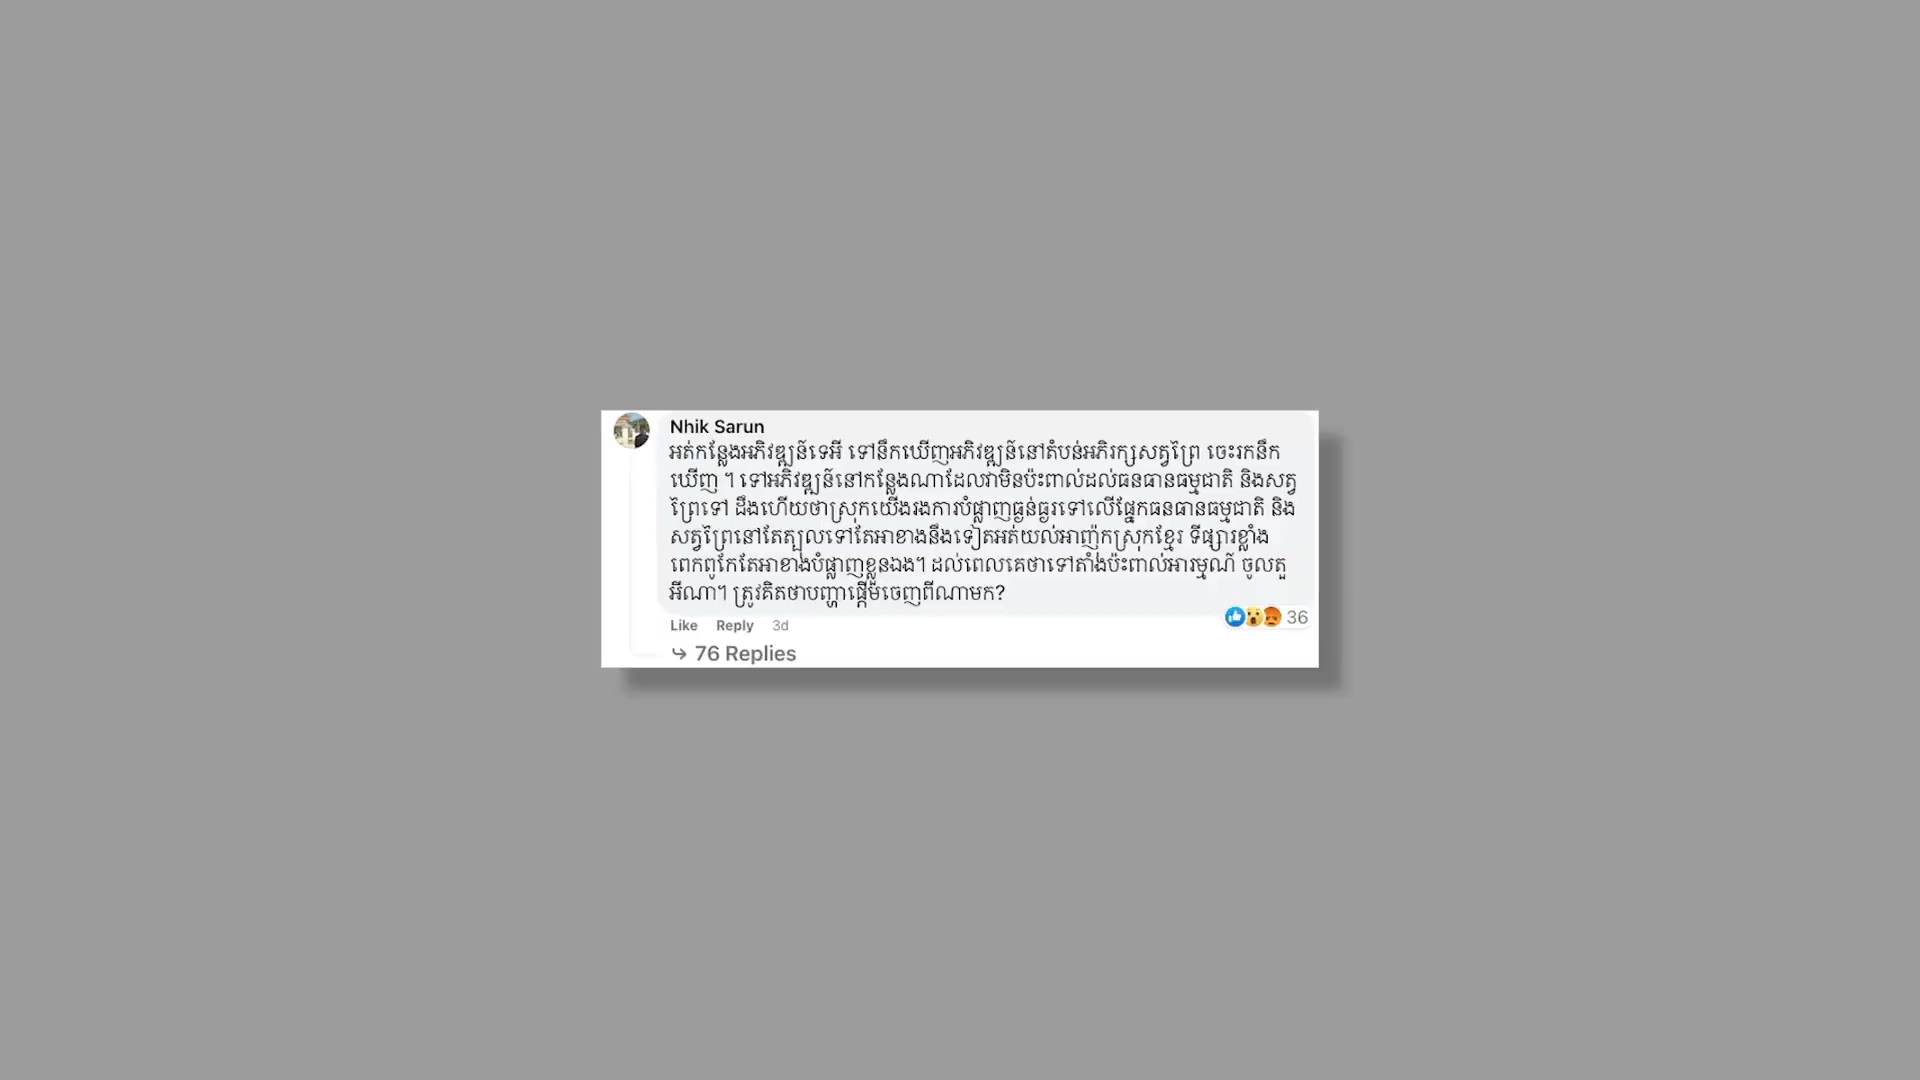 Nhik Sarun
អត់កន្លែងអភិវឌ្ឍន៍ទេអី ទៅនឹកឃើញអភិវឌ្ឍន៍នៅតំបន់អភិរក្សសត្វព្រៃ ចេះរកនឹក
ឃើញ ។ ទៅអភិវឌ្ឍន៍នៅកន្លែងណាដែលវាមិនប៉ះពាល់ដល់ធនធានធម្មជាតិ និងសត្វ
ព្រៃទៅ ដឹងហើយថាស្រុកយើងរងការបំផ្លាញធ្ងន់ធ្ងរទៅលើផ្នែកធនធានធម្មជាតិ និង
សត្វព្រៃនៅតែត្បុលទៅតែអាខាងនឹងទៀតអត់យល់អាញ៉ុកស្រុកខ្មែរ ទីផ្សារខ្លាំង
ពេកពូកែតែអាខាងបំផ្លាញខ្លួនឯង។ ដល់ពេលគេថាទៅតាំងប៉ះពាល់អារម្មណ៍ ចូលតួ
អីណា។ ត្រូវគិតថាបញ្ហាផ្តើមចេញពីណាមក?
Like Reply 3d
36
76 Replies